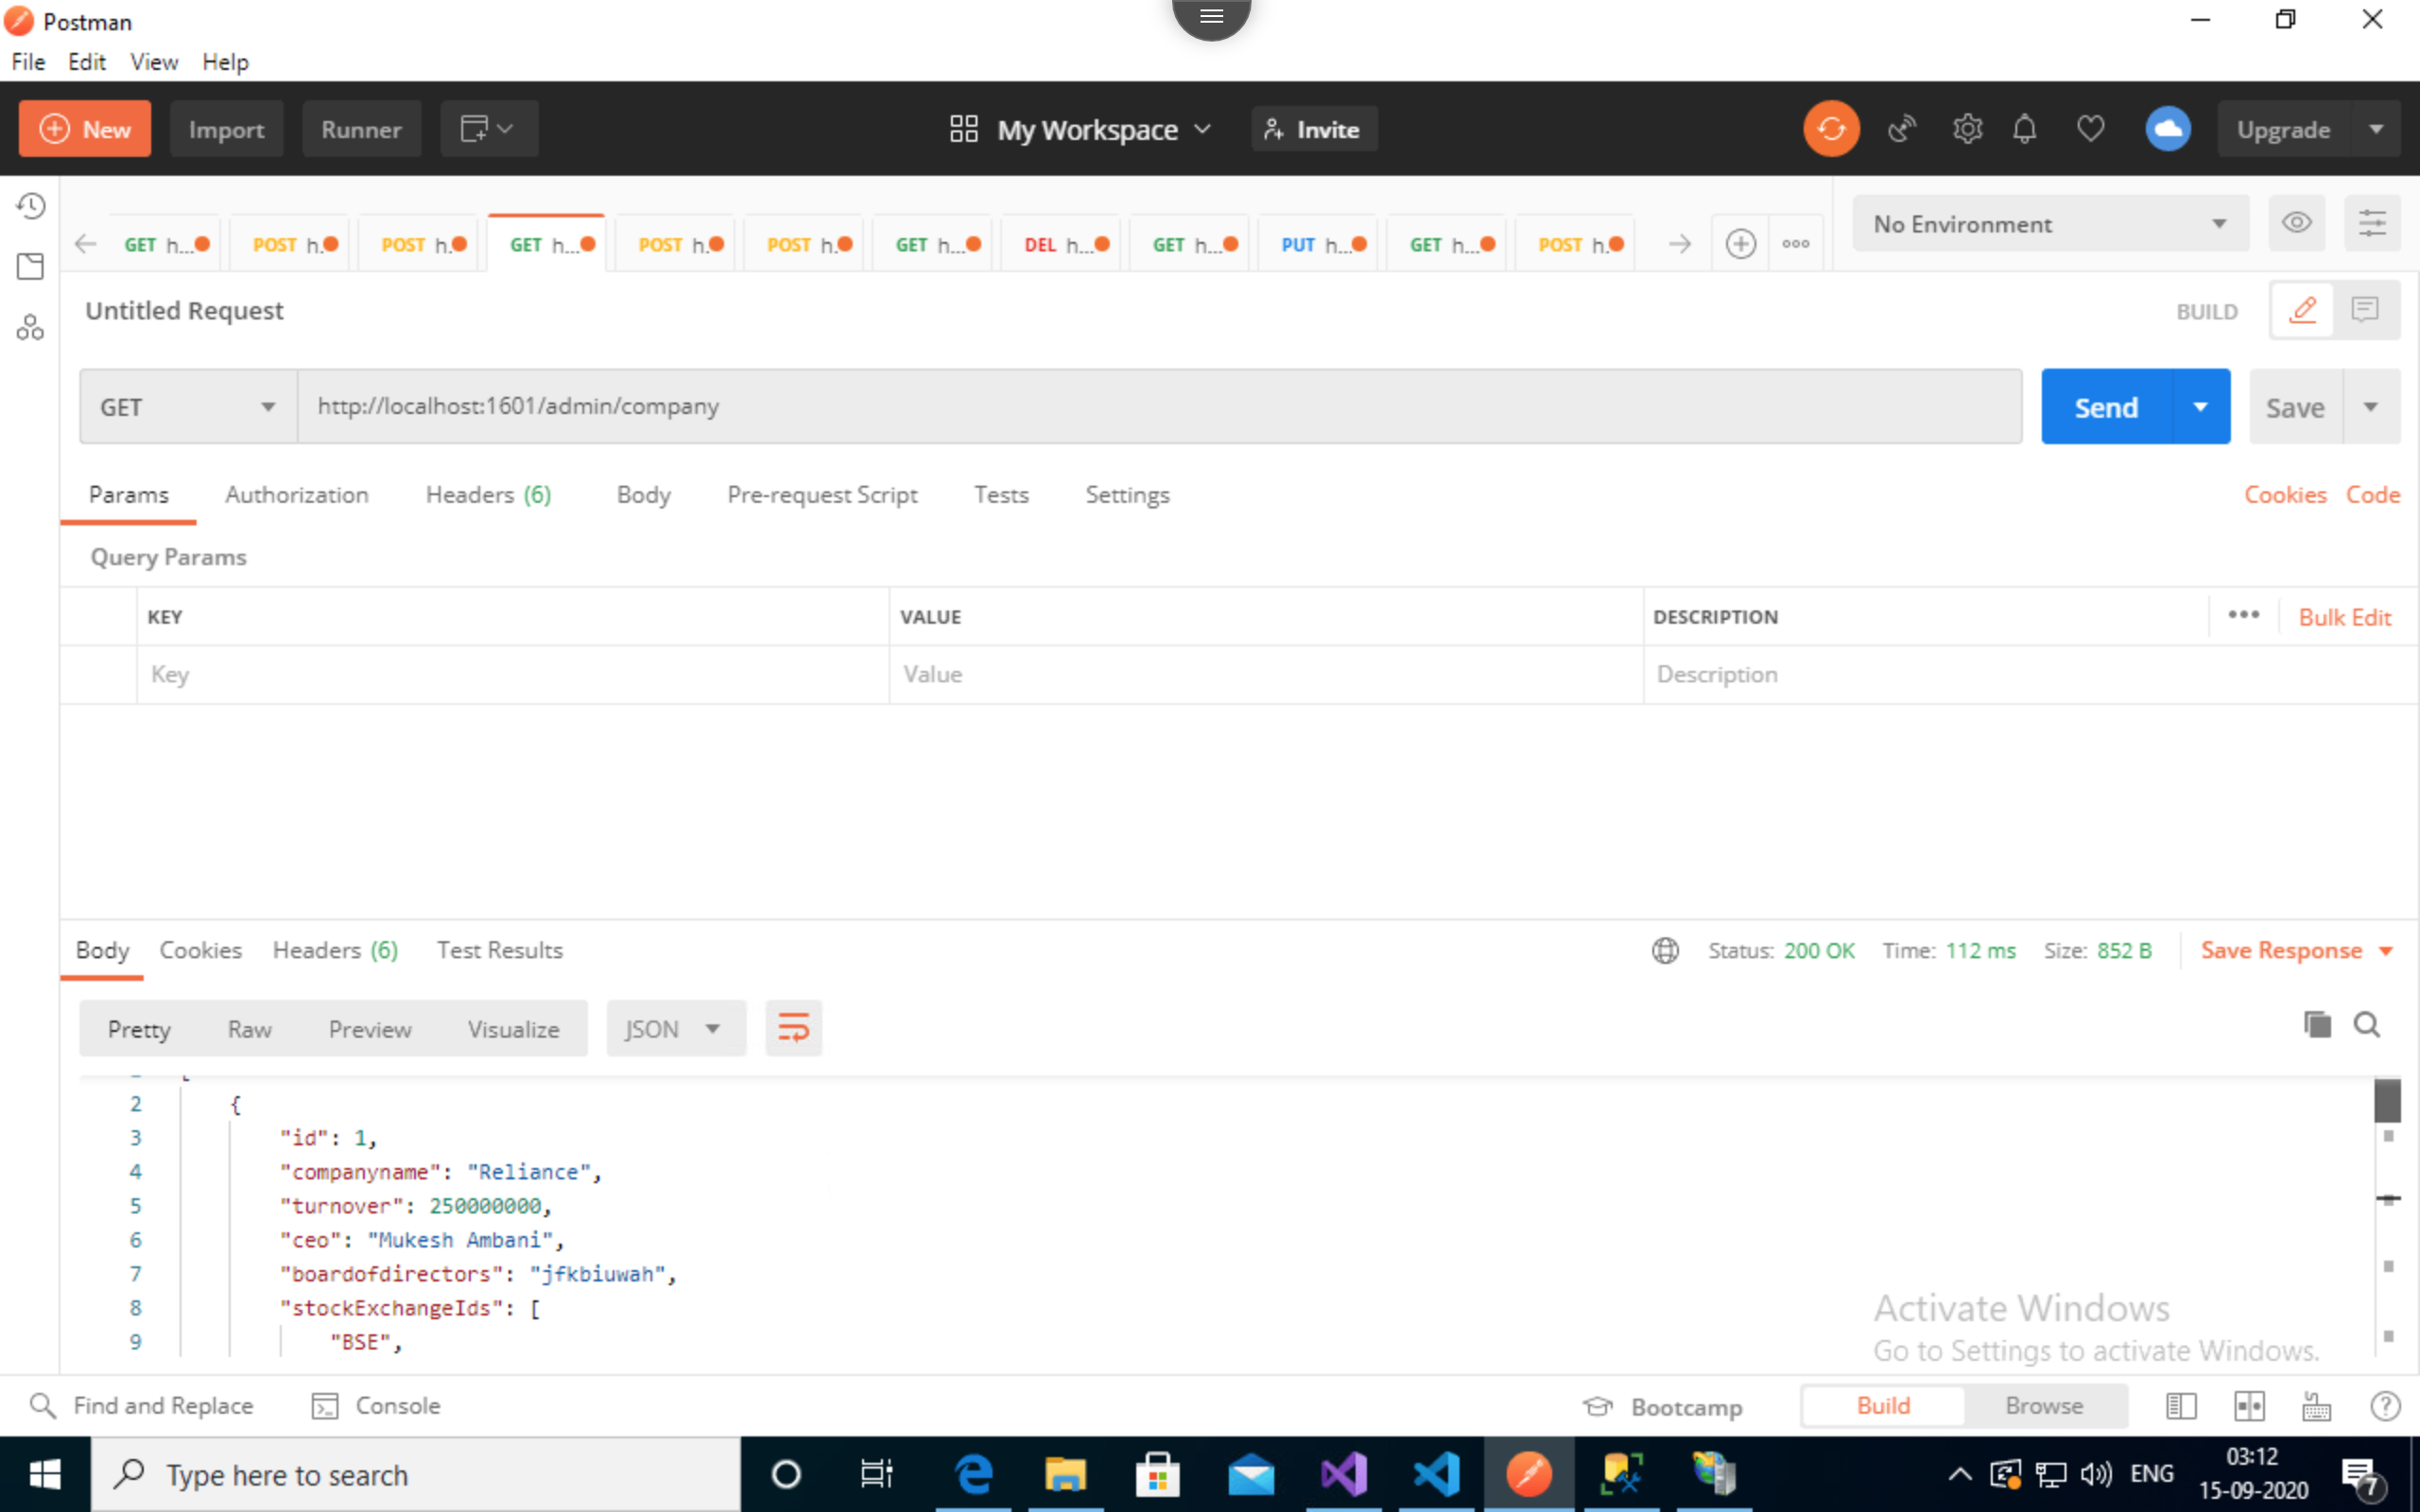 Postman
File Edit View Help
New Import Runner My Workspace Invite Upgrade
GET h... POST h. POST h. GET h... POST h. POST h. GET h... DEL h... GET h... PUT h... GET h... POST h. No Environment
Untitled Request BUILD
GET http://localhost:1601/admin/company Send Save
Params Authorization Headers (6) Body Pre-request Script Tests Settings Cookies Code
Query Params
KEY VALUE DESCRIPTION Bulk Edit
Key Value Description
Body Cookies Headers (6) Test Results Status: 200 OK Time: 112 ms Size: 852 B Save Response
Pretty Raw Preview Visualize JSON
2 {
3 "id": 1,
4 "companyname": "Reliance",
5 "turnover": 250000000,
6 "ceo": "Mukesh Ambani",
7 "boardofdirectors": "jfkbiuwah",
8 "stockExchangeIds": [
9 "BSE",
Activate Windows
Go to Settings to activate Windows.
Find and Replace Console Bootcamp Build Browse
Type here to search ENG 03:12
15-09-2020 7